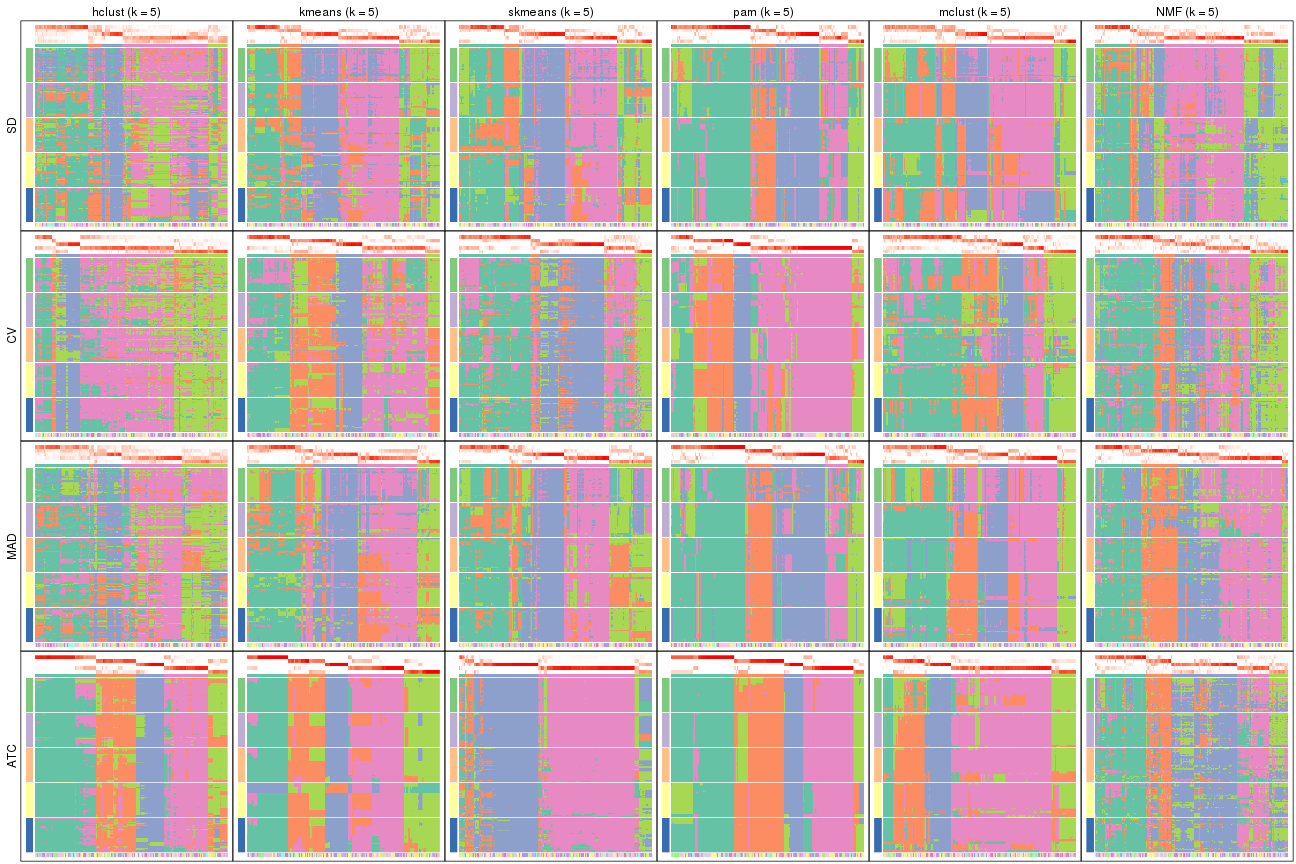 hclust (k = 5) kmeans (k = 5) skmeans (k = 5) pam (k = 5) mclust (k = 5) NMF (k = 5)
SD
CV
MAD
ATC